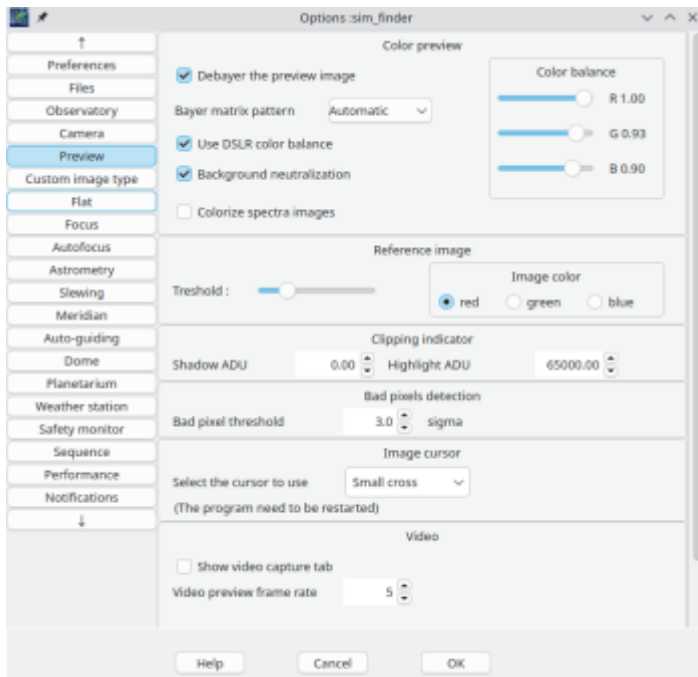 Options :sim_finder
↑
Preferences
Files
Observatory
Camera
Preview
Custom image type
Flat
Focus
Autofocus
Astrometry
Slewing
Meridian
Auto-guiding
Dome
Planetarium
Weather station
Safety monitor
Sequence
Performance
Notifications
↓
Color preview
Debayer the preview image
Bayer matrix pattern Automatic
Use DSLR color balance
Background neutralization
Colorize spectra images
Color balance
R 1.00
G 0.93
B 0.90
Reference image
Treshold :
Image color
red green blue
Clipping indicator
Shadow ADU 0.00 Highlight ADU 65000.00
Bad pixels detection
Bad pixel threshold 3.0 sigma
Image cursor
Select the cursor to use Small cross
(The program need to be restarted)
Video
Show video capture tab
Video preview frame rate 5
Help Cancel OK